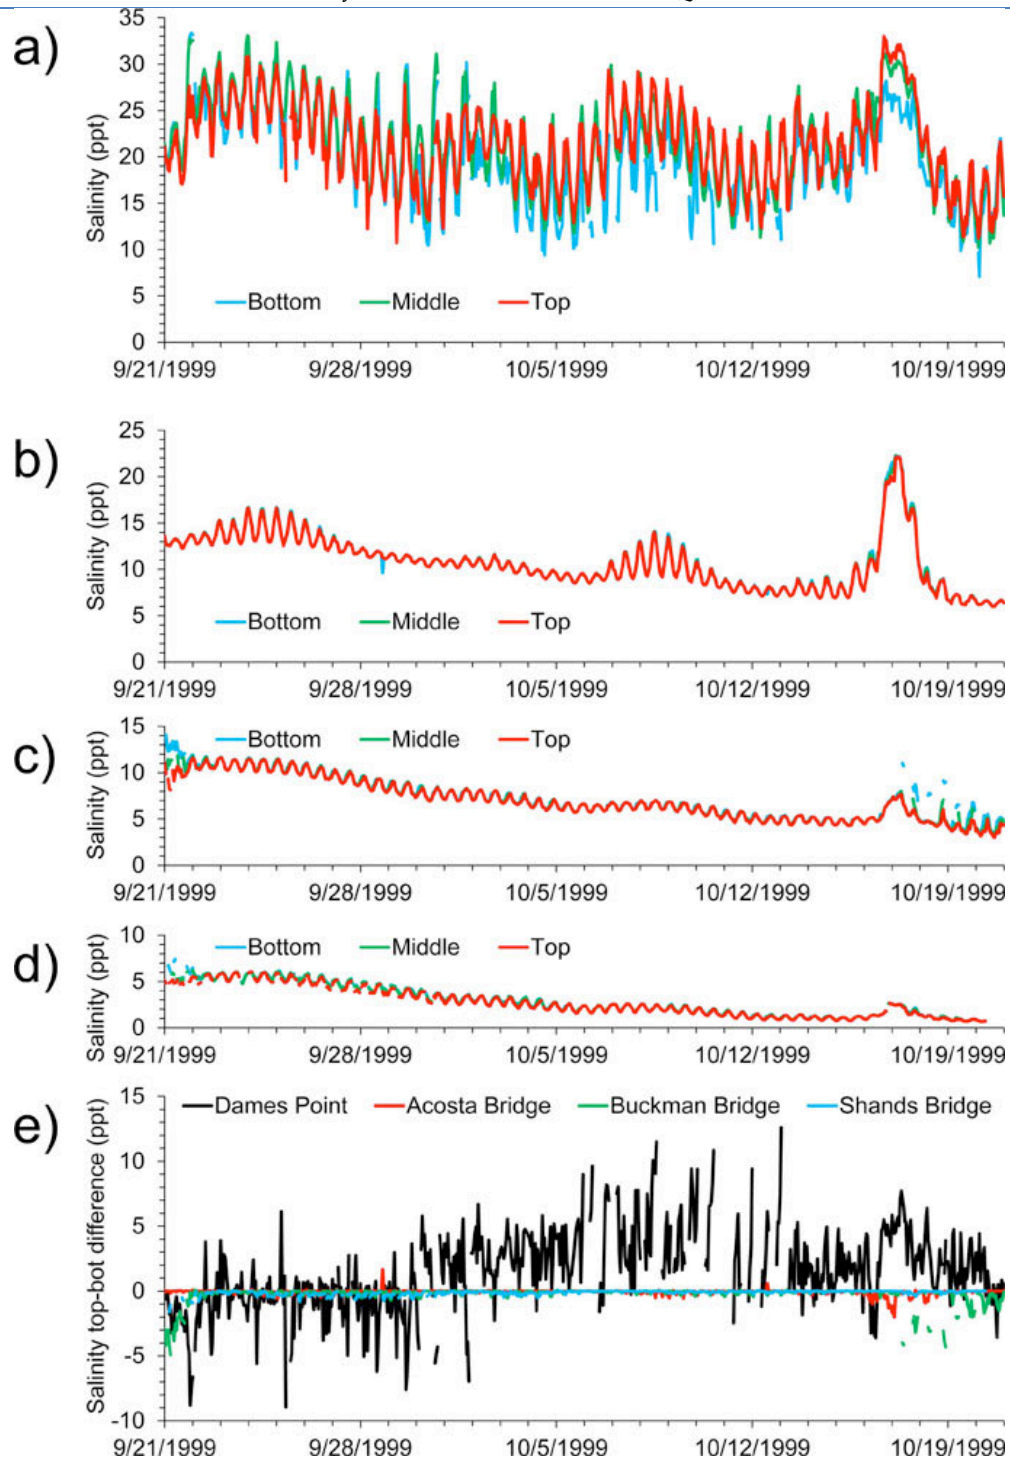 a)
Salinity (ppt)
35
30
25
20
15
10
5
0
Bottom Middle Top
9/21/1999 9/28/1999 10/5/1999 10/12/1999 10/19/1999
b)
Salinity (ppt)
25
20
15
10
5
0
Bottom Middle Top
9/21/1999 9/28/1999 10/5/1999 10/12/1999 10/19/1999
c)
Salinity (ppt)
15
10
5
0
Bottom Middle Top
9/21/1999 9/28/1999 10/5/1999 10/12/1999 10/19/1999
d)
Salinity (ppt)
10
5
0
Bottom Middle Top
9/21/1999 9/28/1999 10/5/1999 10/12/1999 10/19/1999
e)
Salinity top-bot difference (ppt)
15
10
5
0
-5
-10
Dames Point Acosta Bridge Buckman Bridge Shands Bridge
9/21/1999 9/28/1999 10/5/1999 10/12/1999 10/19/1999